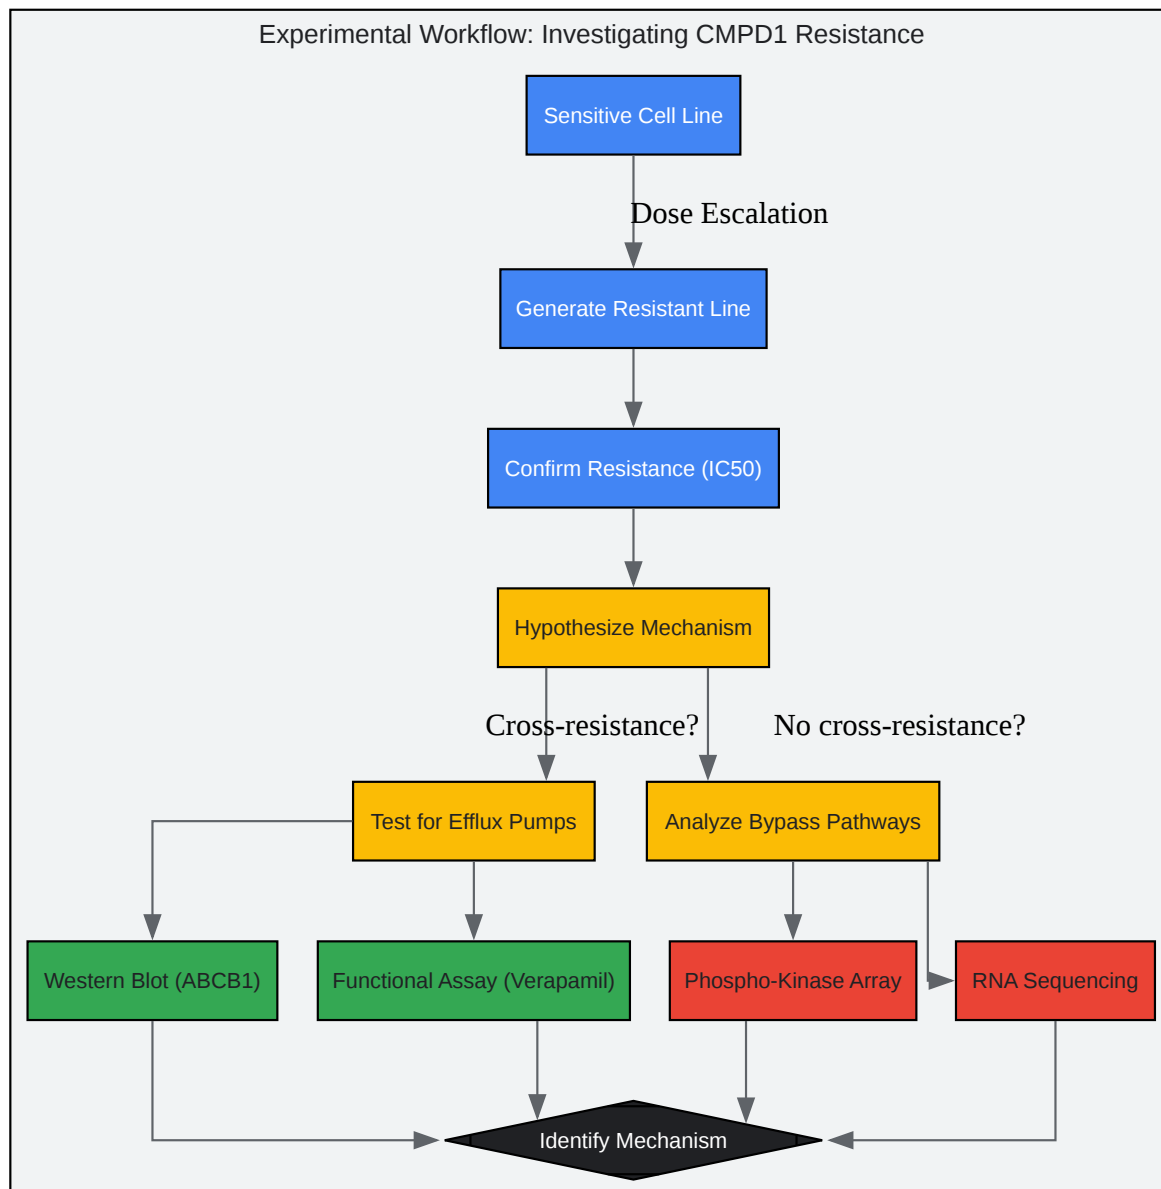 Experimental Workflow: Investigating CMPD1 Resistance
Sensitive Cell Line
Dose Escalation
Generate Resistant Line
Confirm Resistance (IC50)
Hypothesize Mechanism
Cross-resistance?
No cross-resistance?
Test for Efflux Pumps
Analyze Bypass Pathways
Western Blot (ABCB1)
Functional Assay (Verapamil)
Phospho-Kinase Array
RNA Sequencing
Identify Mechanism